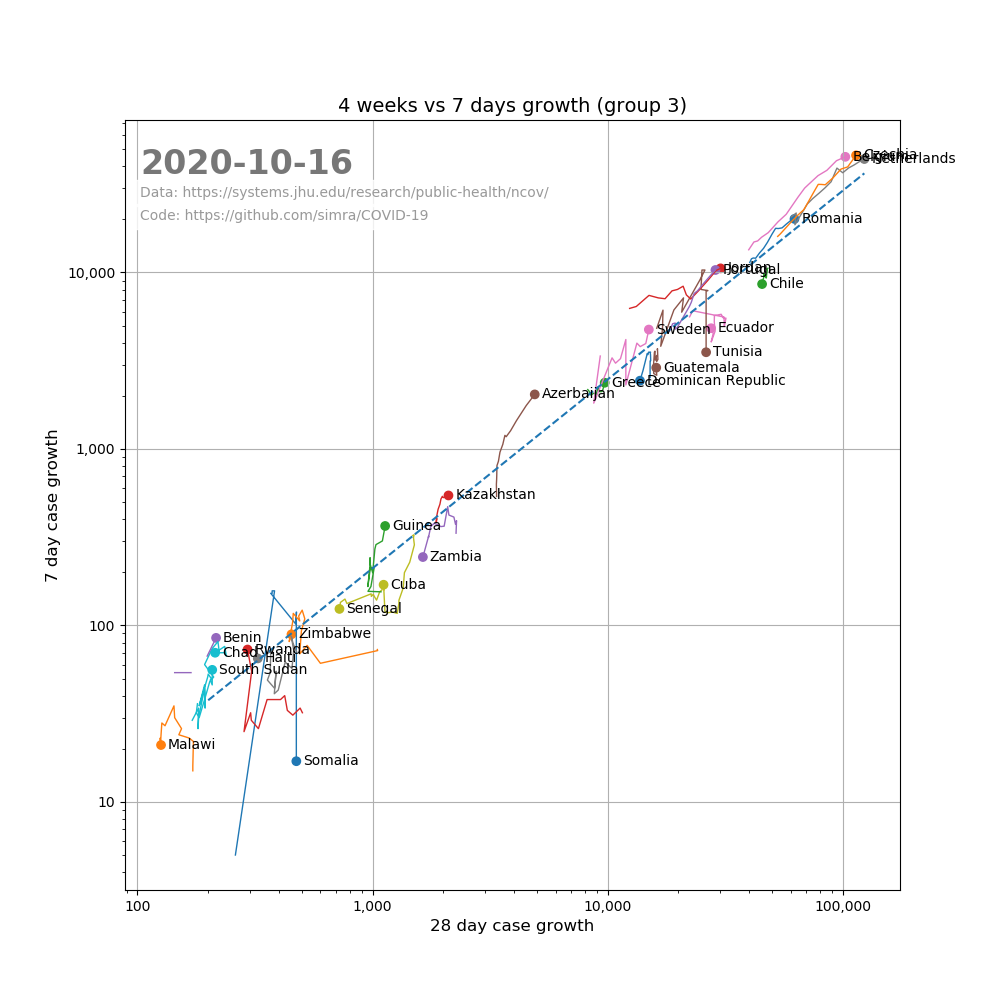 4 weeks vs 7 days growth (group 3)
2020-10-16
Data: https://systems.jhu.edu/research/public-health/ncov/
Code: https://github.com/simra/COVID-19
Czechia
Belgium
Netherlands
Romania
Jordan
Portugal
Chile
Sweden
Ecuador
Tunisia
Guatemala
Greece
Dominican Republic
Azerbaijan
Kazakhstan
Guinea
Zambia
Cuba
Senegal
Zimbabwe
Benin
Chad
Rwanda
Haiti
South Sudan
Malawi
Somalia
10,000
1,000
100
10
7 day case growth
100
1,000
10,000
100,000
28 day case growth